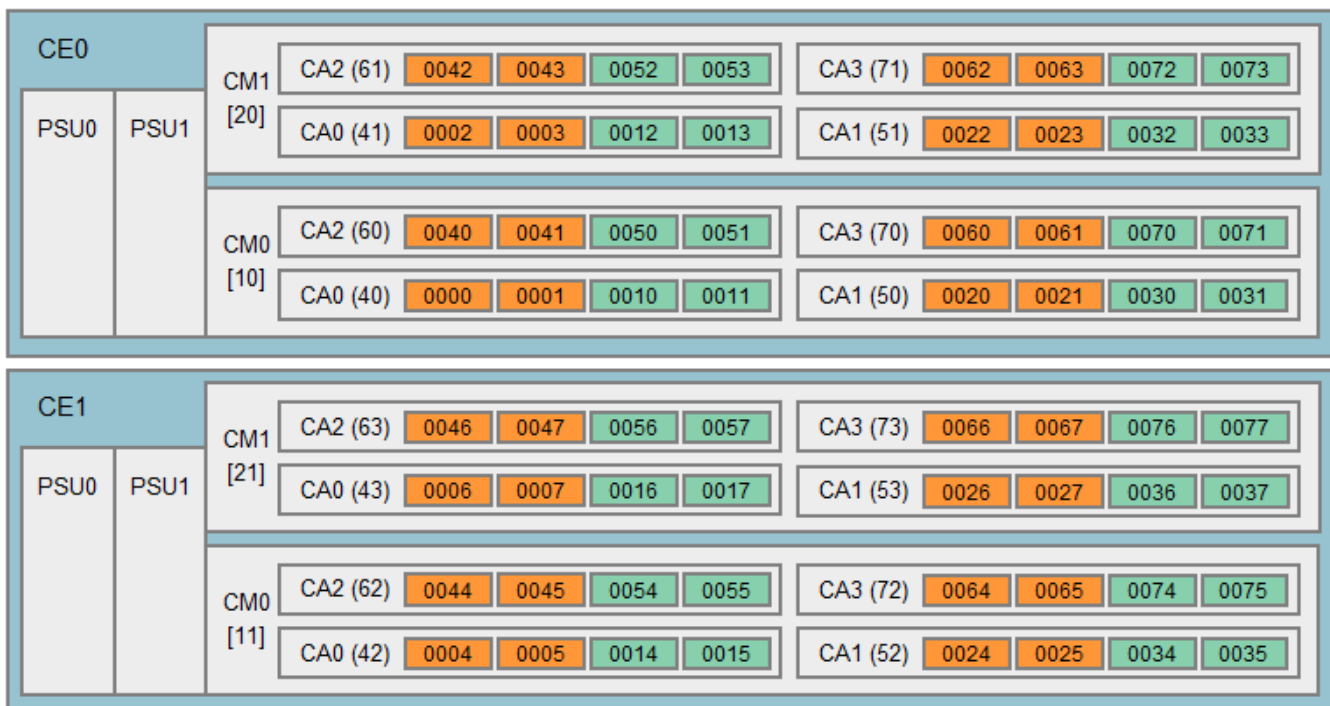 CE0
PSU0 PSU1
CM1
[20]
CA2 (61) 0042 0043 0052 0053 CA3 (71) 0062 0063 0072 0073
CA0 (41) 0002 0003 0012 0013 CA1 (51) 0022 0023 0032 0033
CM0
[10]
CA2 (60) 0040 0041 0050 0051 CA3 (70) 0060 0061 0070 0071
CA0 (40) 0000 0001 0010 0011 CA1 (50) 0020 0021 0030 0031
CE1
PSU0 PSU1
CM1
[21]
CA2 (63) 0046 0047 0056 0057 CA3 (73) 0066 0067 0076 0077
CA0 (43) 0006 0007 0016 0017 CA1 (53) 0026 0027 0036 0037
CM0
[11]
CA2 (62) 0044 0045 0054 0055 CA3 (72) 0064 0065 0074 0075
CA0 (42) 0004 0005 0014 0015 CA1 (52) 0024 0025 0034 0035